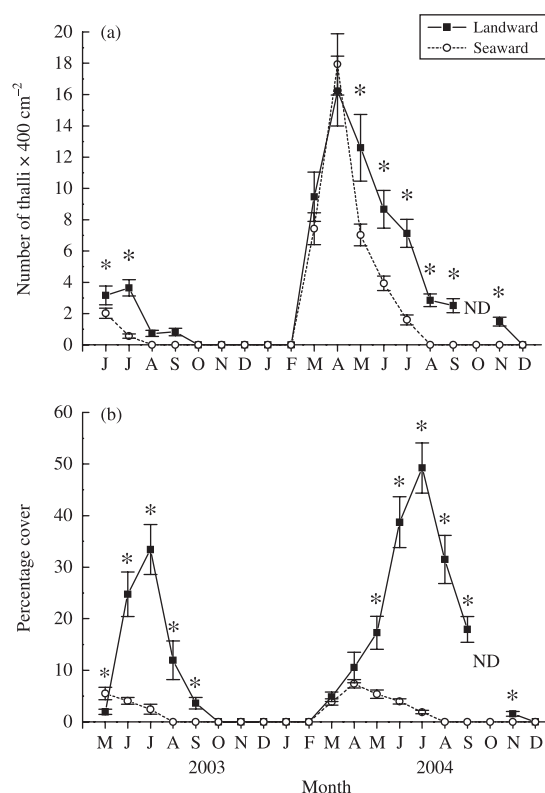 (a)
Landward
Seaward
Number of thalli × 400 cm⁻²
20
18
16
14
12
10
8
6
4
2
0
* * * * * * * *
ND
J J A S O N D J F M A M J J A S O N D
(b)
Percentage cover
60
50
40
30
20
10
0
* * * * * * * * * * *
ND
M J J A S O N D J F M A M J J A S O N D
2003 2004
Month